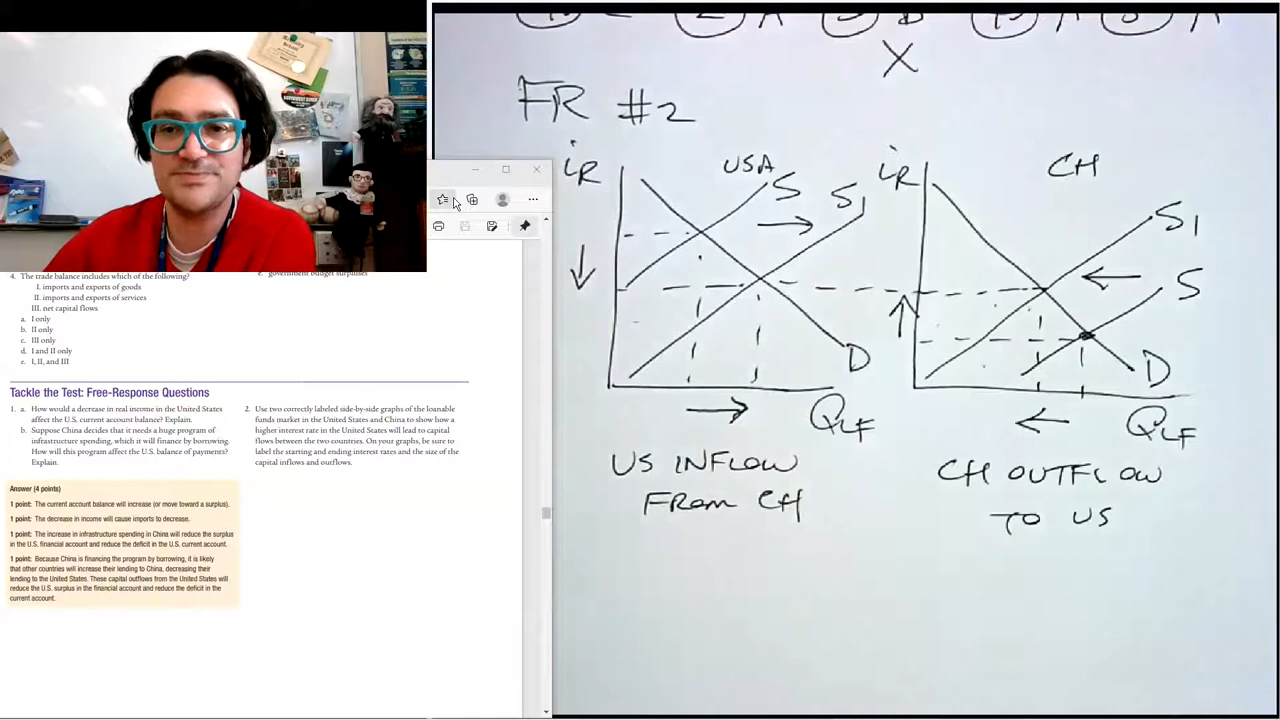 4. The trade balance includes which of the following?
I. imports and exports of goods
II. imports and exports of services
III. net capital flows
a. I only
b. II only
c. III only
d. I and II only
e. I, II, and III
e. government budget surpluses
Tackle the Test: Free-Response Questions
1. a. How would a decrease in real income in the United States
affect the U.S. current account balance? Explain.
b. Suppose China decides that it needs a huge program of
infrastructure spending, which it will finance by borrowing.
How will this program affect the U.S. balance of payments?
Explain.
2. Use two correctly labeled side-by-side graphs of the loanable
funds market in the United States and China to show how a
higher interest rate in the United States will lead to capital
flows between the two countries. On your graphs, be sure to
label the starting and ending interest rates and the size of the
capital inflows and outflows.
Answer (4 points)
1 point: The current account balance will increase (or move toward a surplus).
1 point: The decrease in income will cause imports to decrease.
1 point: The increase in infrastructure spending in China will reduce the surplus
in the U.S. financial account and reduce the deficit in the U.S. current account.
1 point: Because China is financing the program by borrowing, it is likely
that other countries will increase their lending to China, decreasing their
lending to the United States. These capital outflows from the United States will
reduce the U.S. surplus in the financial account and reduce the deficit in the
current account.
X
FR #2
iR USA S S1 D QLF
iR CH S1 S D QLF
US INFLOW
FROM CH
CH OUTFLOW
TO US